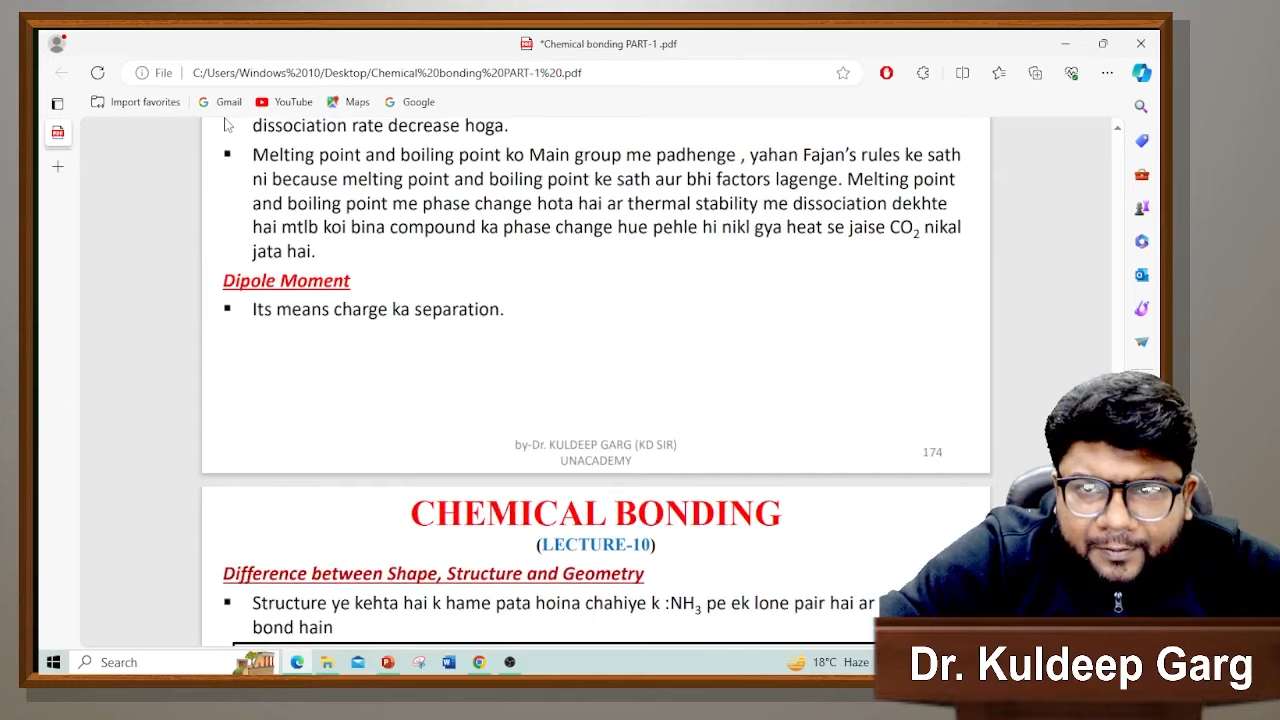 *Chemical bonding PART-1 .pdf
File
C:/Users/Windows%2010/Desktop/Chemical%20bonding%20PART-1%20.pdf
Import favorites
Gmail
YouTube
Maps
Google
dissociation rate decrease hoga.
Melting point and boiling point ko Main group me padhenge , yahan Fajan’s rules ke sath
ni because melting point and boiling point ke sath aur bhi factors lagenge. Melting point
and boiling point me phase change hota hai ar thermal stability me dissociation dekhte
hai mtlb koi bina compound ka phase change hue pehle hi nikl gya heat se jaise CO₂ nikal
jata hai.
Dipole Moment
Its means charge ka separation.
by-Dr. KULDEEP GARG (KD SIR)
UNACADEMY
174
CHEMICAL BONDING
(LECTURE-10)
Difference between Shape, Structure and Geometry
Structure ye kehta hai k hame pata hoina chahiye k :NH₃ pe ek lone pair hai ar
bond hain
Search
18°C Haze
Dr. Kuldeep Garg